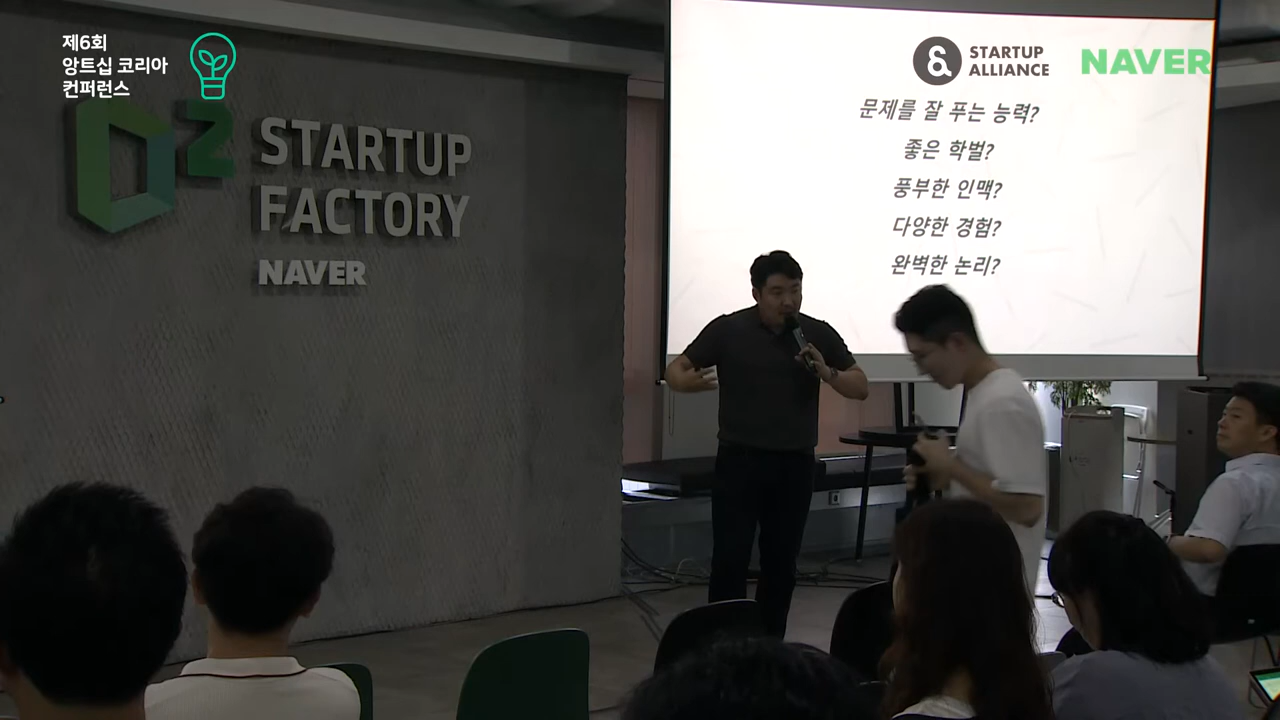 제6회
앙트십 코리아
컨퍼런스
D2 STARTUP
FACTORY
NAVER
& STARTUP
ALLIANCE
NAVER
문제를 잘 푸는 능력?
좋은 학벌?
풍부한 인맥?
다양한 경험?
완벽한 논리?